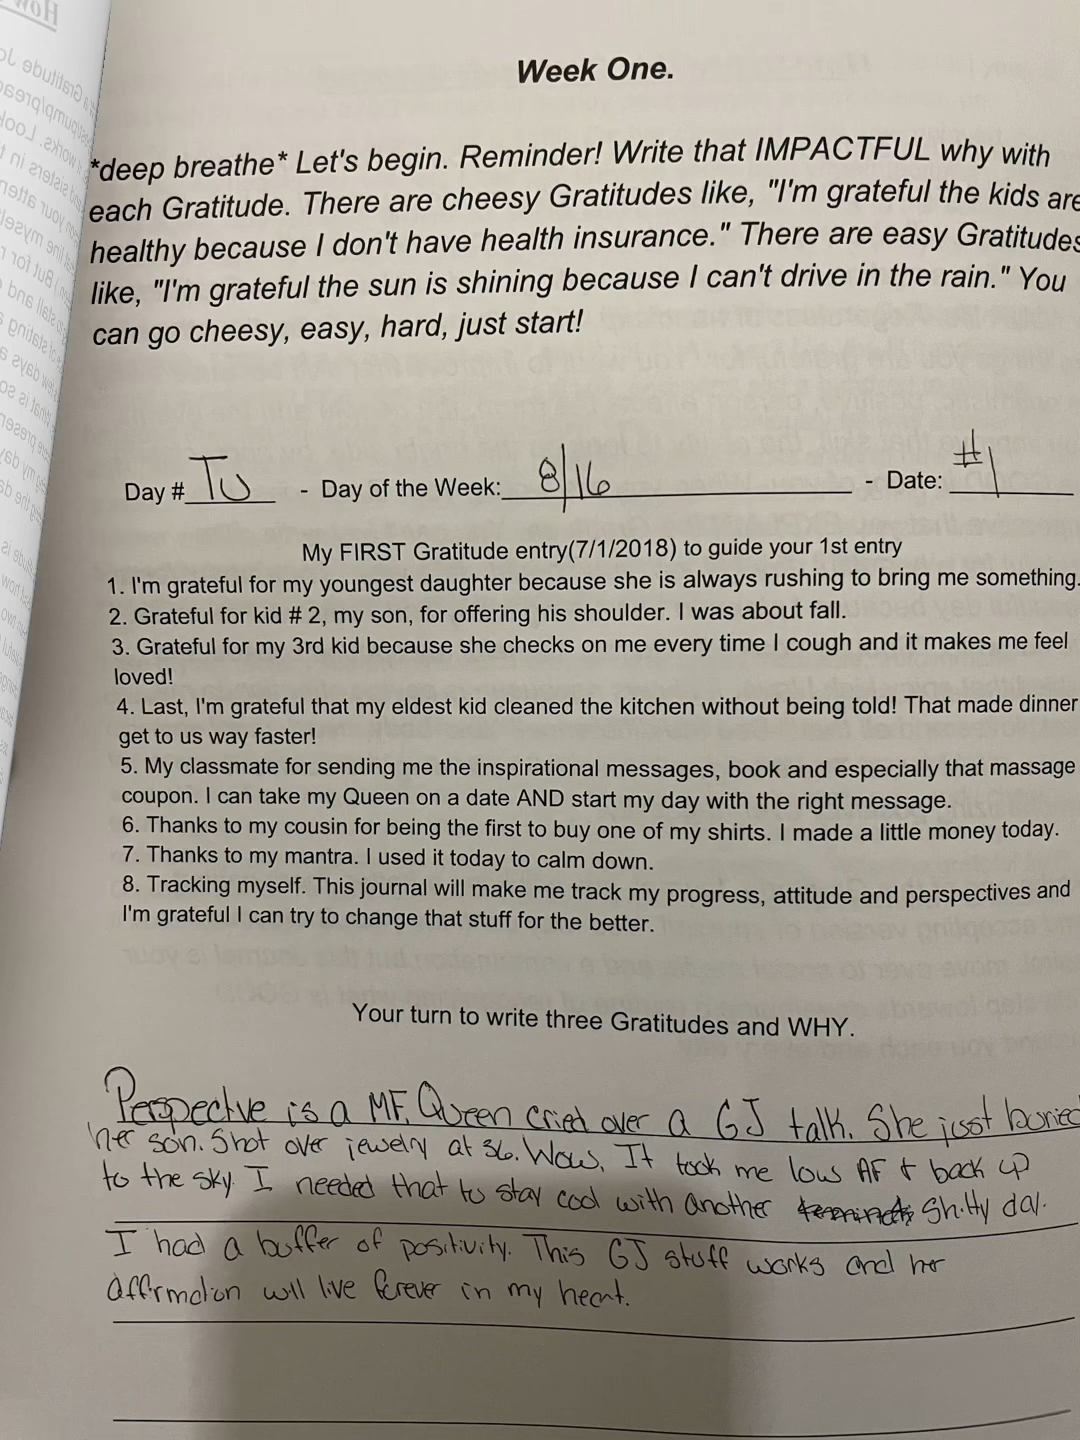 Week One.
*deep breathe* Let's begin. Reminder! Write that IMPACTFUL why with
each Gratitude. There are cheesy Gratitudes like, "I'm grateful the kids are
healthy because I don't have health insurance." There are easy Gratitudes
like, "I'm grateful the sun is shining because I can't drive in the rain." You
can go cheesy, easy, hard, just start!
Day # TU - Day of the Week: 8/16 - Date: #1
My FIRST Gratitude entry(7/1/2018) to guide your 1st entry
1. I'm grateful for my youngest daughter because she is always rushing to bring me something.
2. Grateful for kid # 2, my son, for offering his shoulder. I was about fall.
3. Grateful for my 3rd kid because she checks on me every time I cough and it makes me feel
loved!
4. Last, I'm grateful that my eldest kid cleaned the kitchen without being told! That made dinner
get to us way faster!
5. My classmate for sending me the inspirational messages, book and especially that massage
coupon. I can take my Queen on a date AND start my day with the right message.
6. Thanks to my cousin for being the first to buy one of my shirts. I made a little money today.
7. Thanks to my mantra. I used it today to calm down.
8. Tracking myself. This journal will make me track my progress, attitude and perspectives and
I'm grateful I can try to change that stuff for the better.
Your turn to write three Gratitudes and WHY.
Perspective is a MF. Queen cried over a GJ talk. She just buried
her son. Shot over jewelry at 36. Wow. It took me low AF & back up
to the sky. I needed that to stay cool with another shitty day.
I had a buffer of positivity. This GJ stuff works and her
affirmation will live forever in my heart.